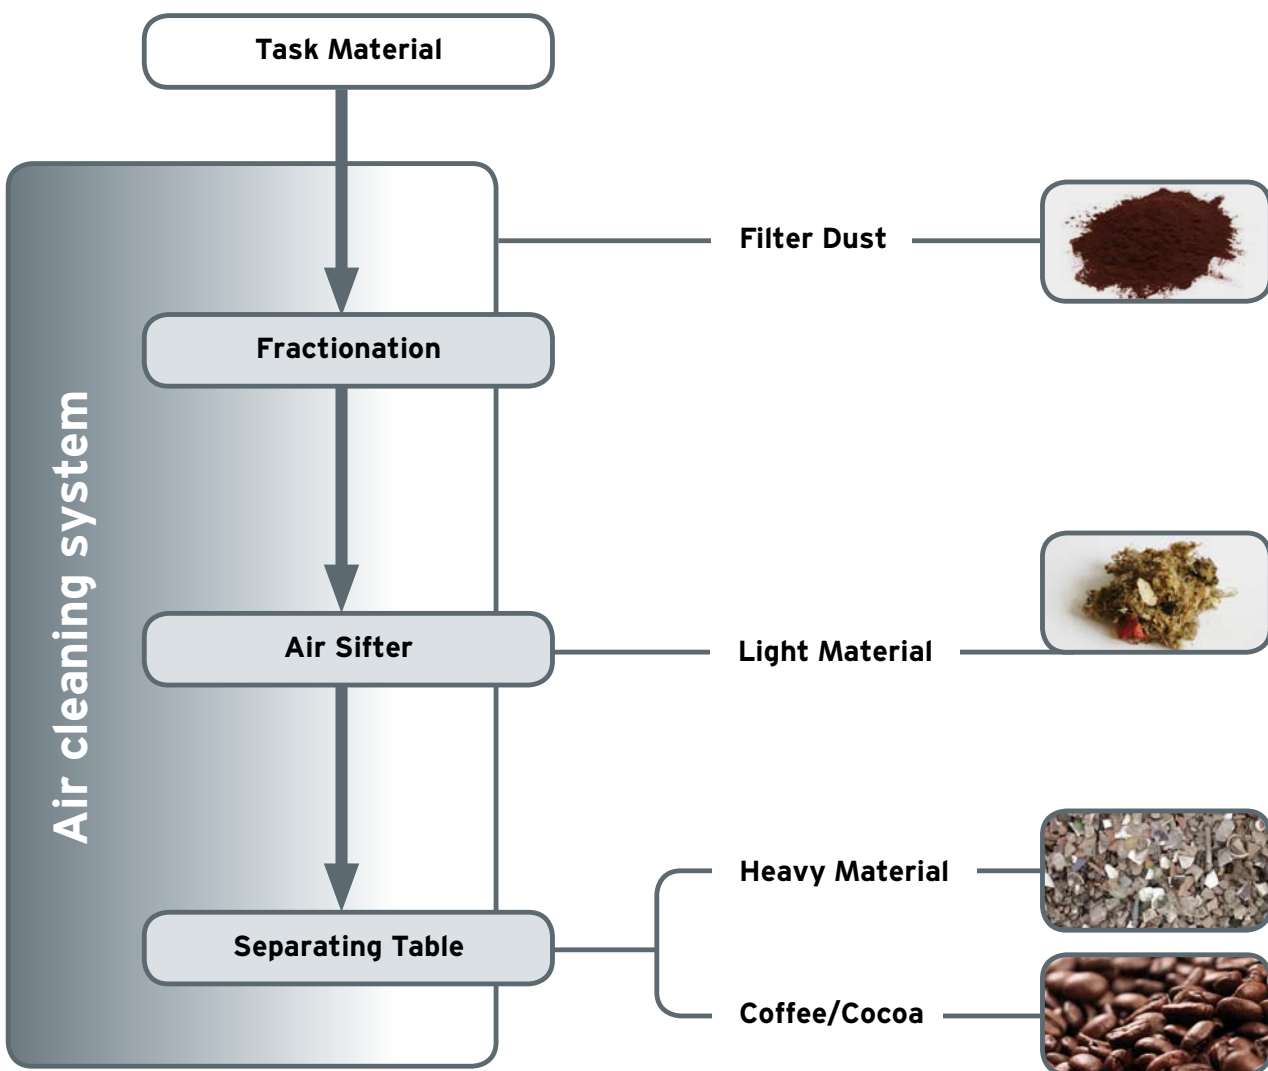 Task Material
Air cleaning system
Filter Dust
Fractionation
Air Sifter
Light Material
Heavy Material
Separating Table
Coffee/Cocoa